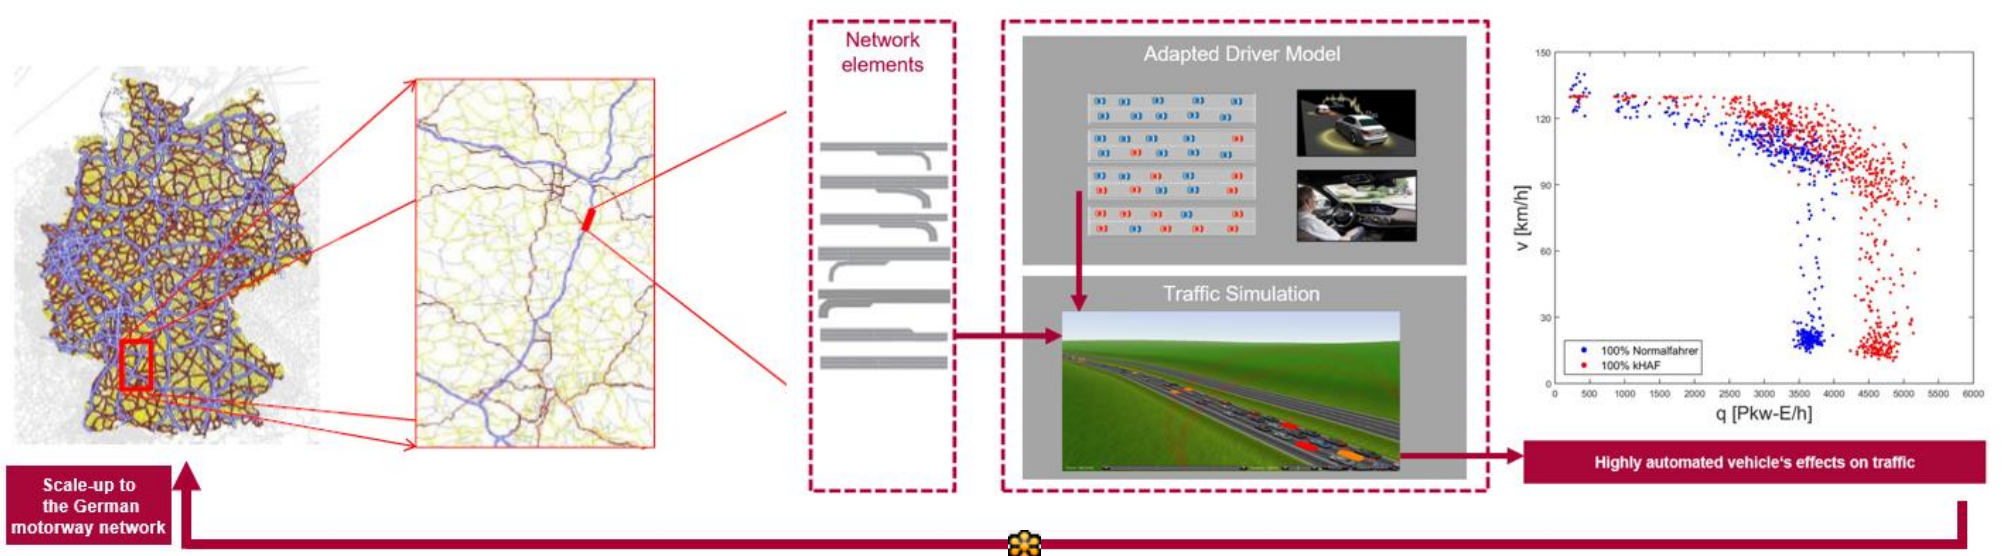 Network
elements
Adapted Driver Model
Traffic Simulation
150
120
90
60
30
0
v [km/h]
100% Normalfahrer
100% kHAF
0 500 1000 1500 2000 2500 3000 3500 4000 4500 5000 5500 6000
q [Pkw-E/h]
Highly automated vehicle's effects on traffic
Scale-up to
the German
motorway network